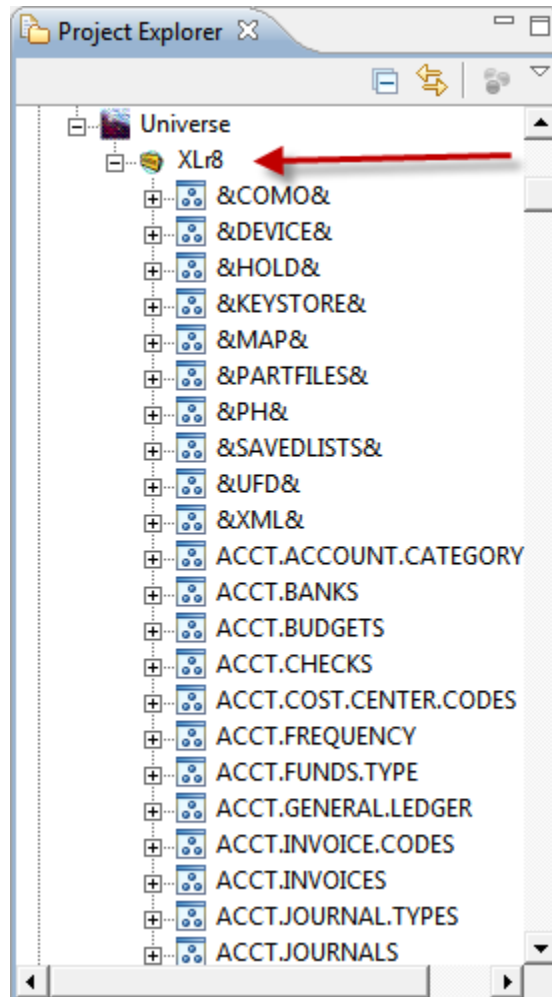 Project Explorer
Universe
XLr8
&COMO&
&DEVICE&
&HOLD&
&KEYSTORE&
&MAP&
&PARTFILES&
&PH&
&SAVEDLISTS&
&UFD&
&XML&
ACCT.ACCOUNT.CATEGORY
ACCT.BANKS
ACCT.BUDGETS
ACCT.CHECKS
ACCT.COST.CENTER.CODES
ACCT.FREQUENCY
ACCT.FUNDS.TYPE
ACCT.GENERAL.LEDGER
ACCT.INVOICE.CODES
ACCT.INVOICES
ACCT.JOURNAL.TYPES
ACCT.JOURNALS